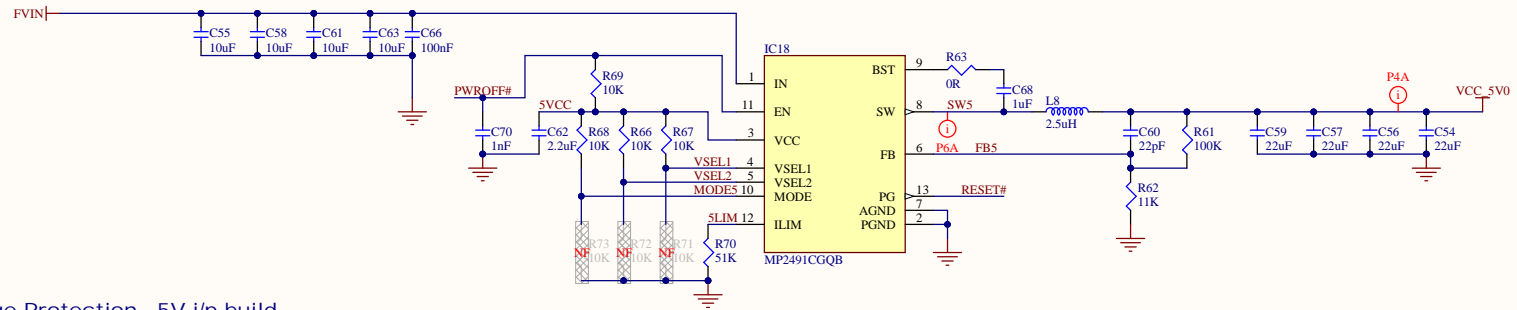 FVIN
C55
10uF
C58
10uF
C61
10uF
C63
10uF
C66
100nF
PWROFF#
C70
1nF
5VCC
C62
2.2uF
R69
10K
R68
10K
R66
10K
R67
10K
VSEL1
VSEL2
MODE5
5LIM
R73
10K
NF
R72
10K
NF
R71
10K
NF
R70
51K
IC18
1 IN
11 EN
3 VCC
4 VSEL1
5 VSEL2
10 MODE
12 ILIM
BST 9
SW 8
FB 6
PG 13
AGND 7
PGND 2
MP2491CGQB
R63
0R
C68
1uF
SW5
P6A
FB5
RESET#
L8
2.5uH
C60
22pF
R61
100K
R62
11K
C59
22uF
C57
22uF
C56
22uF
C54
22uF
P4A
VCC_5V0
Protection - 5V i/p build